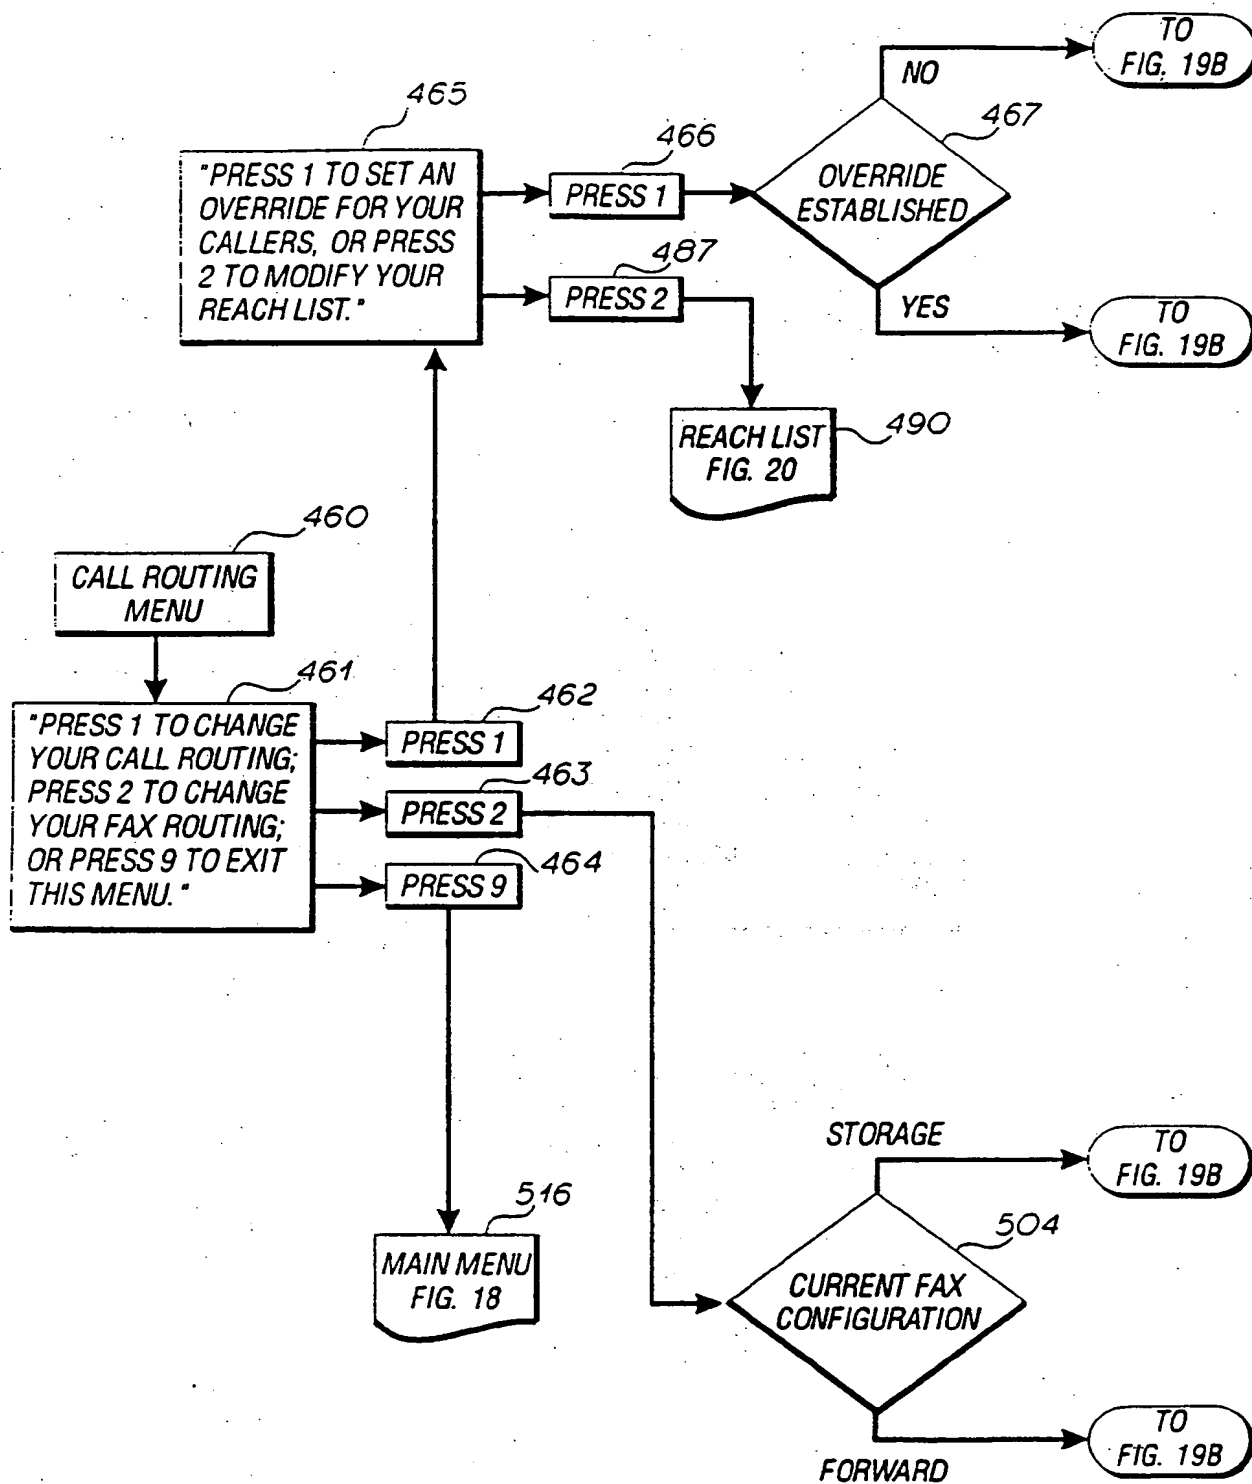 TO
FIG. 19B
NO
465
467
466
"PRESS 1 TO SET AN
OVERRIDE FOR YOUR
CALLERS, OR PRESS
2 TO MODIFY YOUR
REACH LIST."
PRESS 1
OVERRIDE
ESTABLISHED
487
PRESS 2
YES
TO
FIG. 19B
REACH LIST
FIG. 20
490
460
CALL ROUTING
MENU
461
462
"PRESS 1 TO CHANGE
YOUR CALL ROUTING;
PRESS 2 TO CHANGE
YOUR FAX ROUTING;
OR PRESS 9 TO EXIT
THIS MENU."
PRESS 1
463
PRESS 2
464
PRESS 9
STORAGE
TO
FIG. 19B
516
504
MAIN MENU
FIG. 18
CURRENT FAX
CONFIGURATION
TO
FIG. 19B
FORWARD